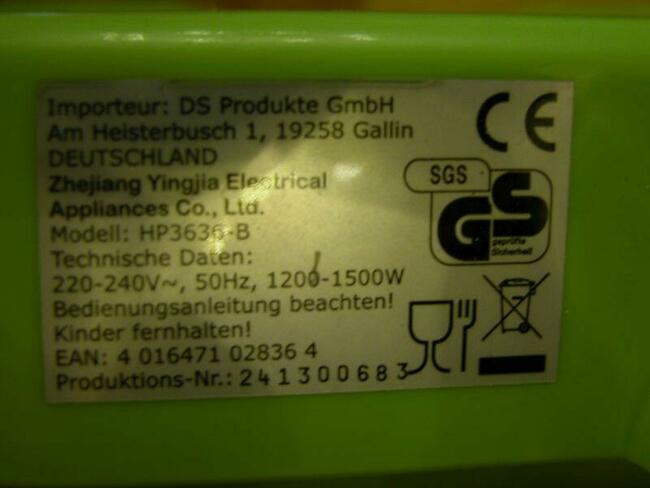 Importeur: DS Produkte GmbH
Am Heisterbusch 1, 19258 Gallin
DEUTSCHLAND
Zhejiang Yingjia Electrical
Appliances Co., Ltd.
Modell: HP3636-B
Technische Daten:
220-240V~, 50Hz, 1200-1500W
Bedienungsanleitung beachten!
Kinder fernhalten!
EAN: 4 016471 02836 4
Produktions-Nr.: 241300683
CE
SGS
GS
geprüfte
Sicherheit